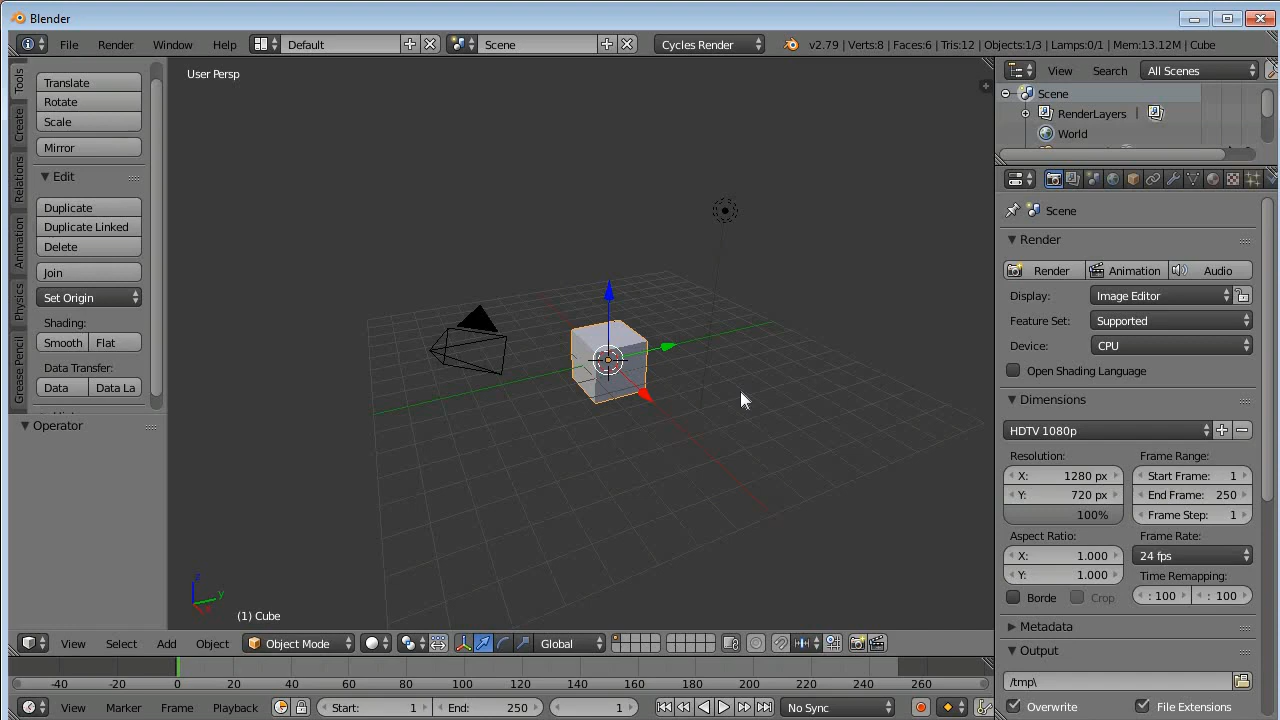 Blender
File Render Window Help Default Scene Cycles Render v2.79 | Verts:8 | Faces:6 | Tris:12 | Objects:1/3 | Lamps:0/1 | Mem:13.12M | Cube
Tools
Create
Relations
Animation
Physics
Grease Pencil
Translate
Rotate
Scale
Mirror
Edit
Duplicate
Duplicate Linked
Delete
Join
Set Origin
Shading:
Smooth Flat
Data Transfer:
Data Data La
Operator
User Persp
z
y
(1) Cube
View Search All Scenes
Scene
RenderLayers
World
Scene
Render
Render Animation Audio
Display: Image Editor
Feature Set: Supported
Device: CPU
Open Shading Language
Dimensions
HDTV 1080p
Resolution: Frame Range:
X: 1280 px Start Frame: 1
Y: 720 px End Frame: 250
100% Frame Step: 1
Aspect Ratio: Frame Rate:
X: 1.000 24 fps
Y: 1.000 Time Remapping:
Borde Crop : 100 : 100
Metadata
Output
/tmp\
Overwrite File Extensions
View Select Add Object Object Mode Global
-40 -20 0 20 40 60 80 100 120 140 160 180 200 220 240 260
View Marker Frame Playback Start: 1 End: 250 1 No Sync